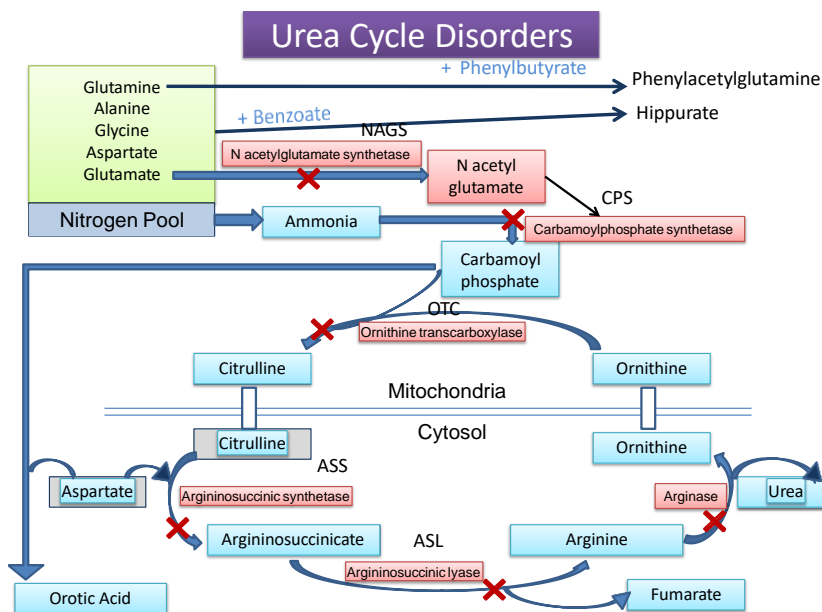 Urea Cycle Disorders
+ Phenylbutyrate
Phenylacetylglutamine
Glutamine
Alanine
Glycine
Aspartate
Glutamate
+ Benzoate
Hippurate
NAGS
N acetylglutamate synthetase
N acetyl
glutamate
CPS
Carbamoylphosphate synthetase
Nitrogen Pool
Ammonia
Carbamoyl
phosphate
OTC
Ornithine transcarboxylase
Citrulline
Ornithine
Mitochondria
Cytosol
Citrulline
Ornithine
ASS
Aspartate
Argininosuccinic synthetase
Arginase
Urea
Argininosuccinicate
ASL
Arginine
Argininosuccinic lyase
Orotic Acid
Fumarate